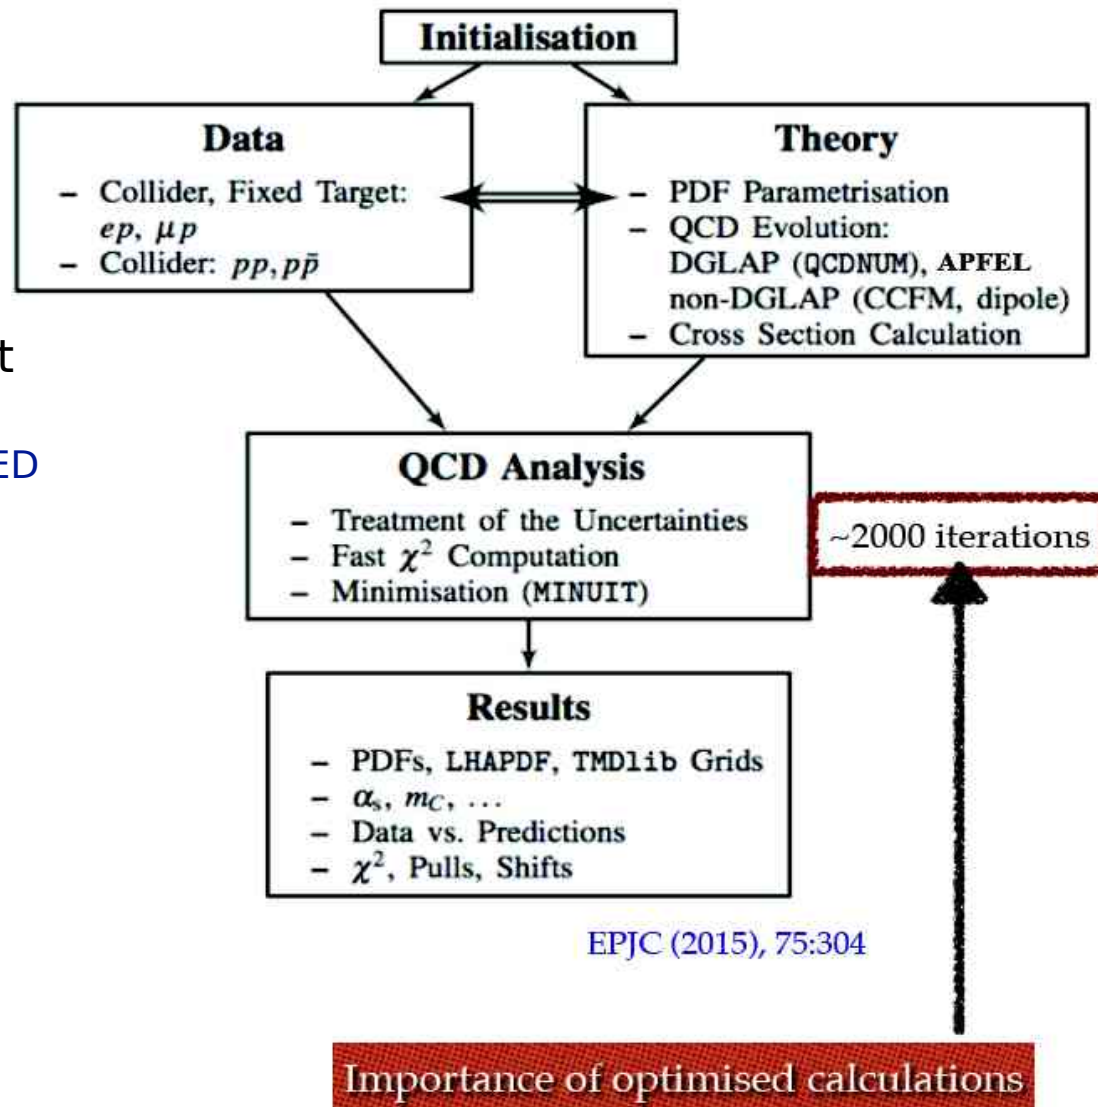 Initialisation
Data
– Collider, Fixed Target:
ep, μp
– Collider: pp, pp̄
Theory
– PDF Parametrisation
– QCD Evolution:
DGLAP (QCDNUM), APFEL
non-DGLAP (CCFM, dipole)
– Cross Section Calculation
t
ED
QCD Analysis
– Treatment of the Uncertainties
– Fast χ² Computation
– Minimisation (MINUIT)
~2000 iterations
Results
– PDFs, LHAPDF, TMDlib Grids
– αs, mC, ...
– Data vs. Predictions
– χ², Pulls, Shifts
EPJC (2015), 75:304
Importance of optimised calculations